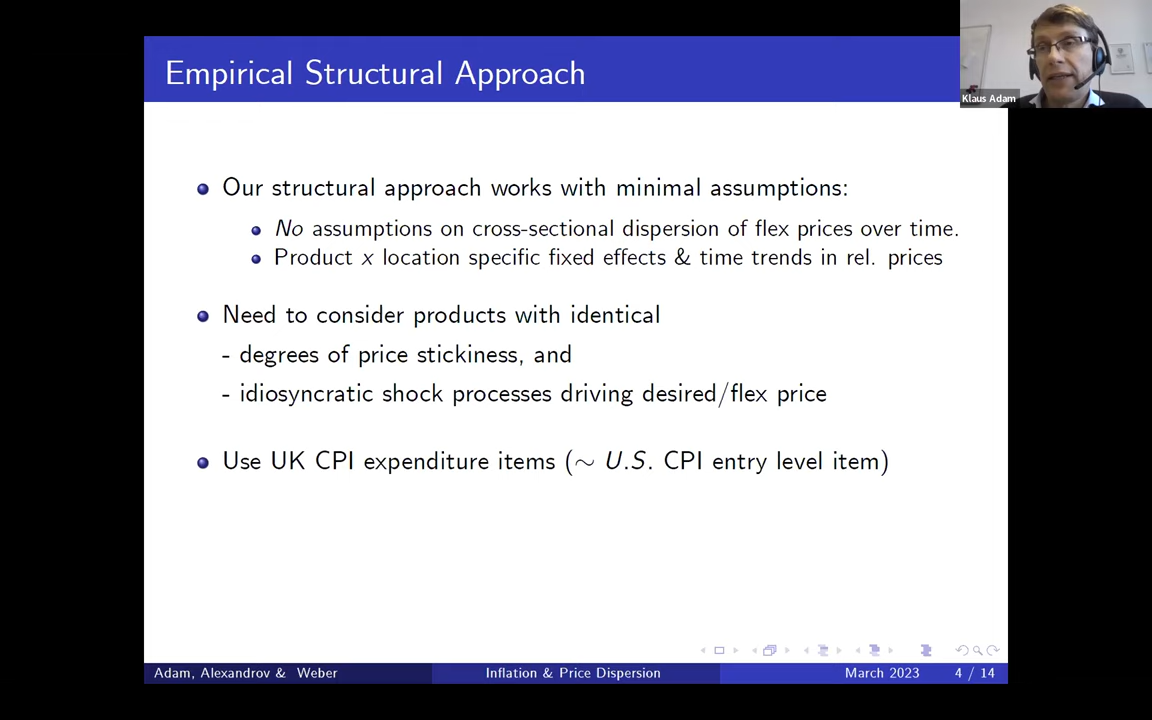 Empirical Structural Approach
Klaus Adam
Our structural approach works with minimal assumptions:
No assumptions on cross-sectional dispersion of flex prices over time.
Product x location specific fixed effects & time trends in rel. prices
Need to consider products with identical
- degrees of price stickiness, and
- idiosyncratic shock processes driving desired/flex price
Use UK CPI expenditure items (∼ U.S. CPI entry level item)
Adam, Alexandrov & Weber
Inflation & Price Dispersion
March 2023
4 / 14